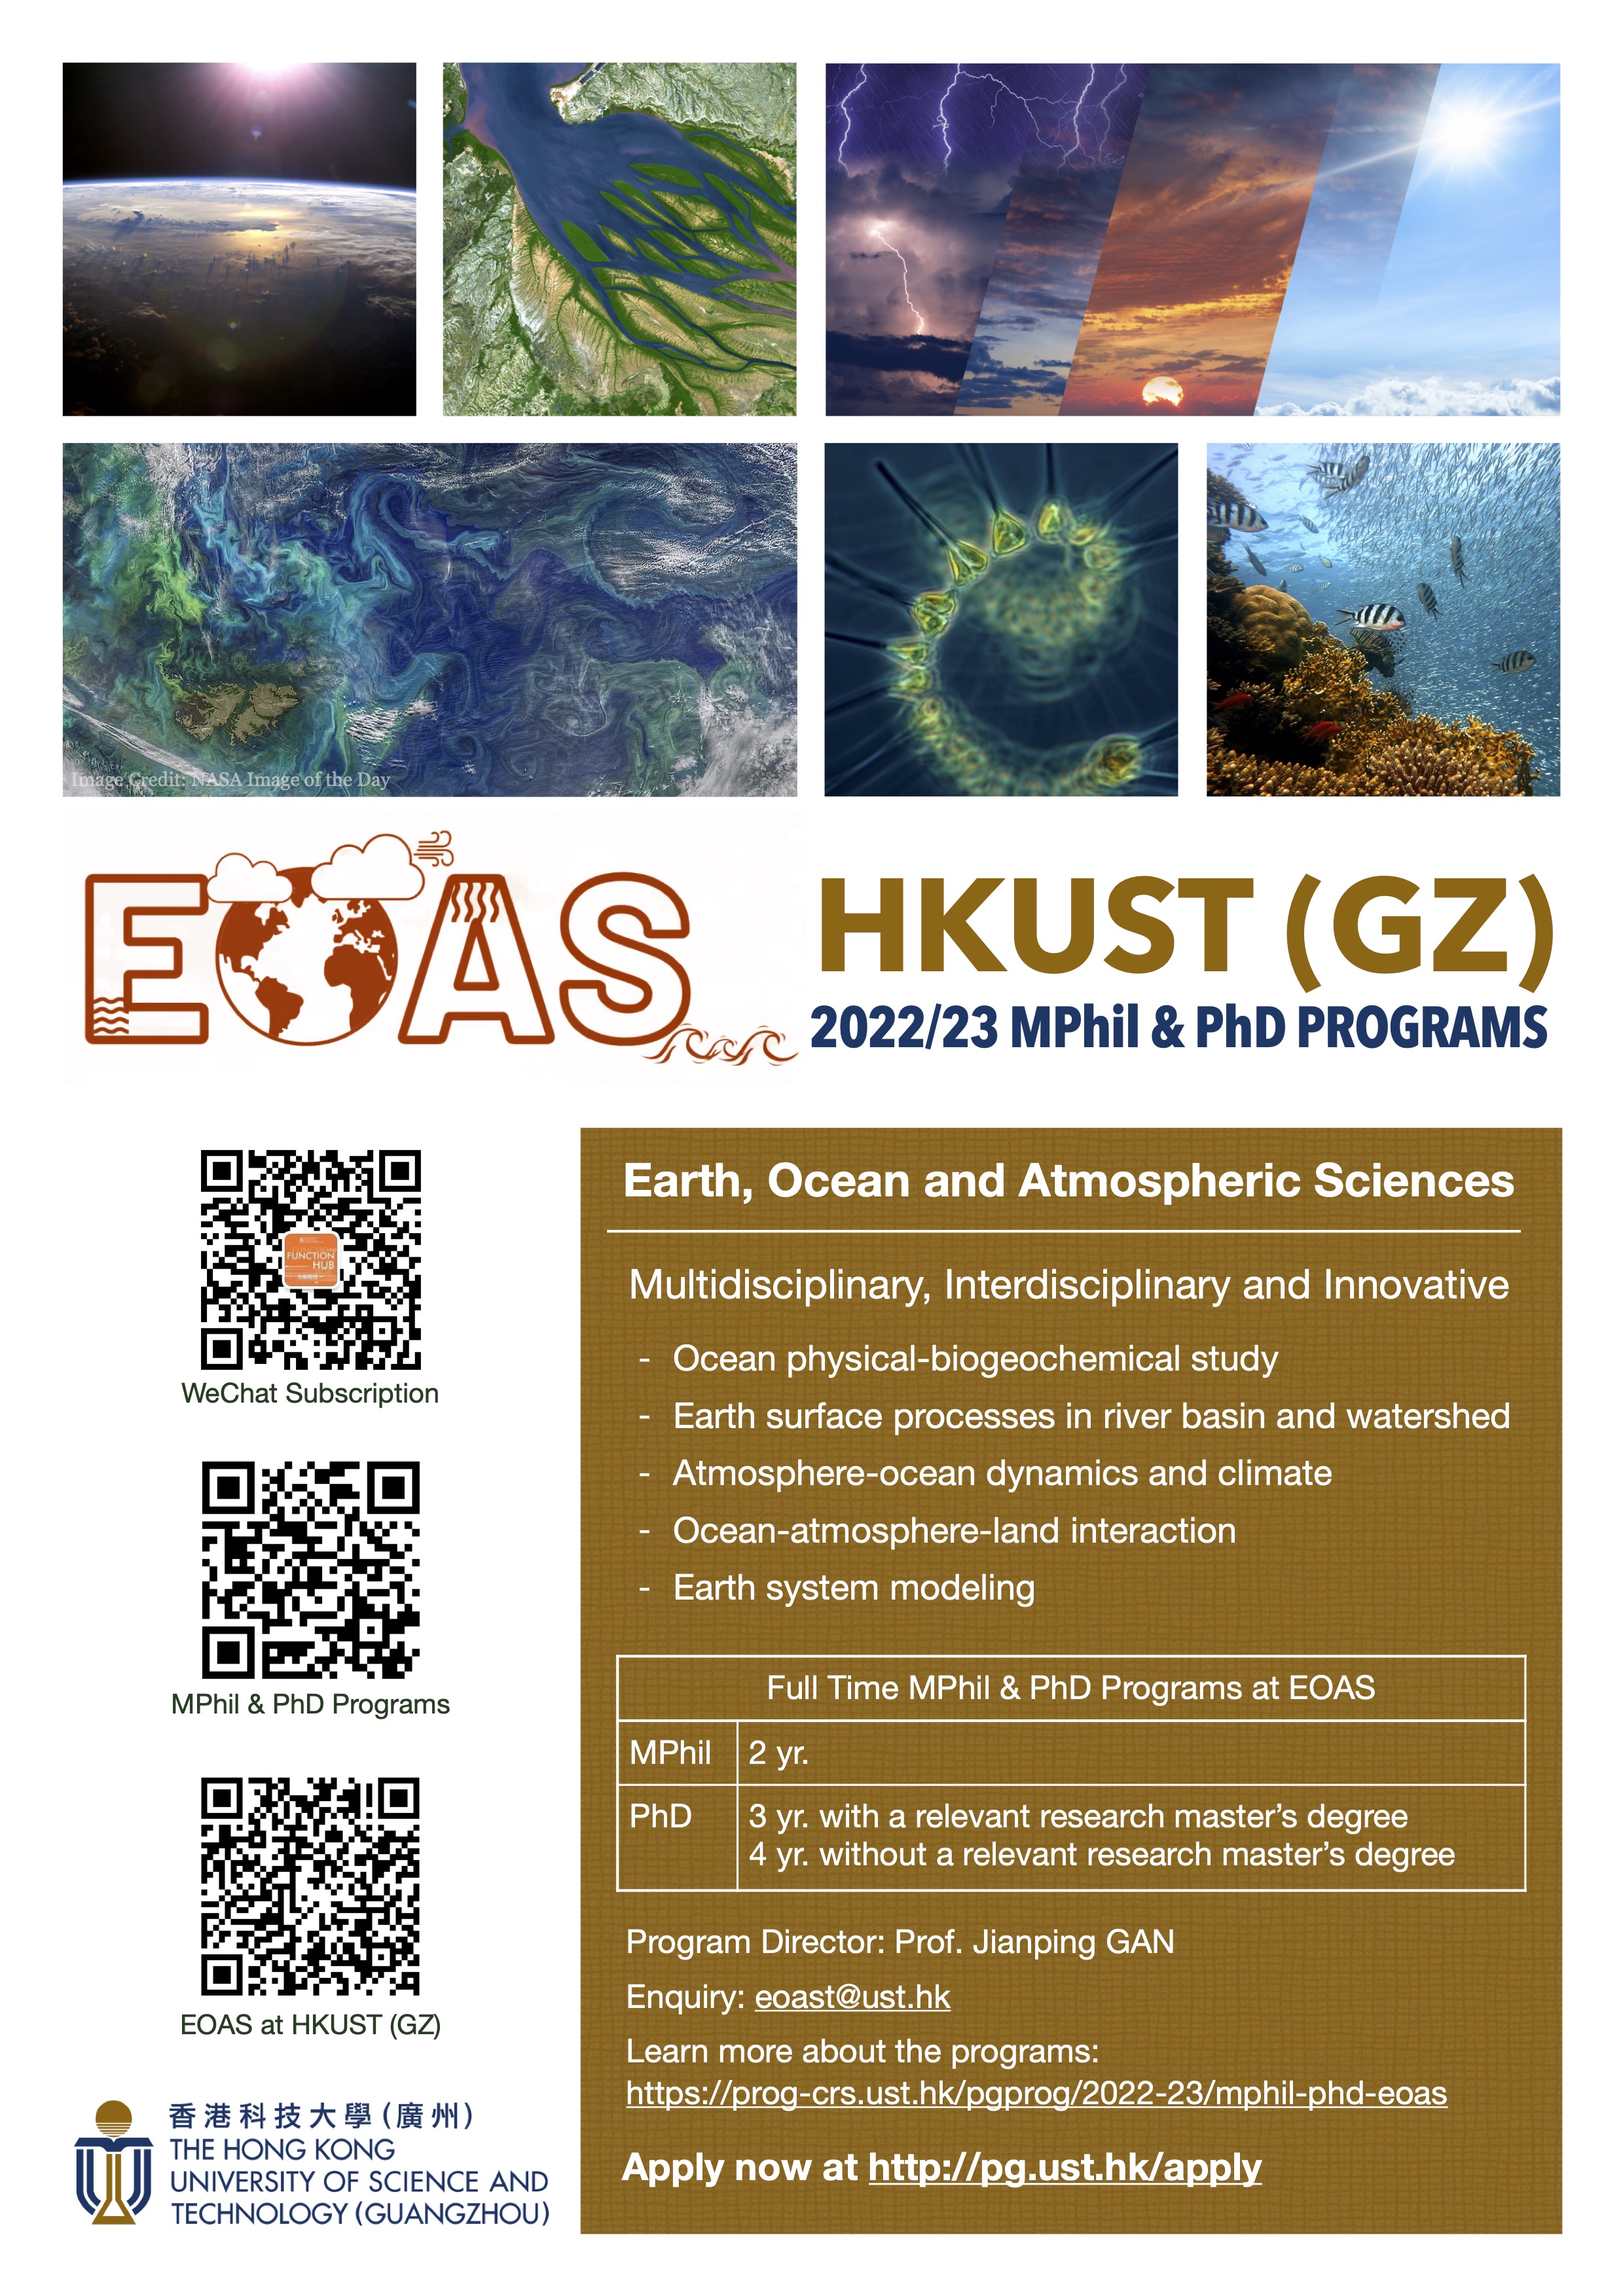 Image Credit: NASA Image of the Day
EOAS
HKUST (GZ)
2022/23 MPhil & PhD PROGRAMS
FUNCTION
HUB
WeChat Subscription
MPhil & PhD Programs
EOAS at HKUST (GZ)
香港科技大學(廣州)
THE HONG KONG
UNIVERSITY OF SCIENCE AND
TECHNOLOGY (GUANGZHOU)
Earth, Ocean and Atmospheric Sciences
Multidisciplinary, Interdisciplinary and Innovative
- Ocean physical-biogeochemical study
- Earth surface processes in river basin and watershed
- Atmosphere-ocean dynamics and climate
- Ocean-atmosphere-land interaction
- Earth system modeling
Full Time MPhil & PhD Programs at EOAS
MPhil 2 yr.
PhD 3 yr. with a relevant research master’s degree
4 yr. without a relevant research master’s degree
Program Director: Prof. Jianping GAN
Enquiry: eoast@ust.hk
Learn more about the programs:
https://prog-crs.ust.hk/pgprog/2022-23/mphil-phd-eoas
Apply now at http://pg.ust.hk/apply